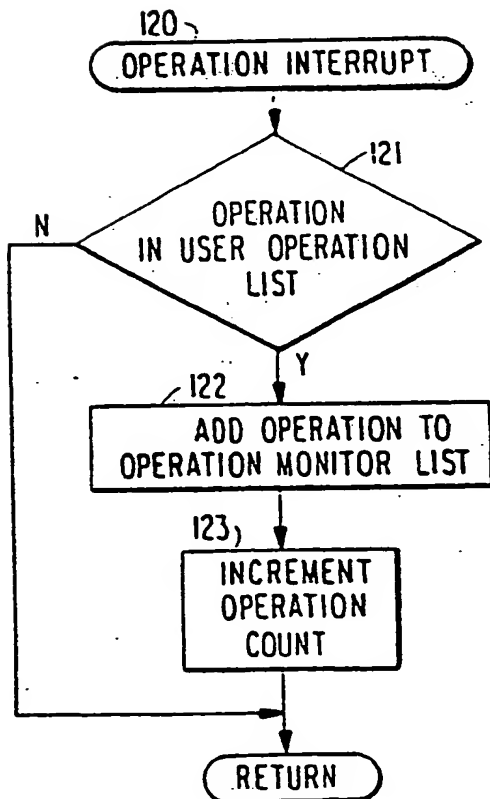 120
OPERATION INTERRUPT
121
OPERATION
IN USER OPERATION
LIST
N
Y
122
ADD OPERATION TO
OPERATION MONITOR LIST
123
INCREMENT
OPERATION
COUNT
RETURN